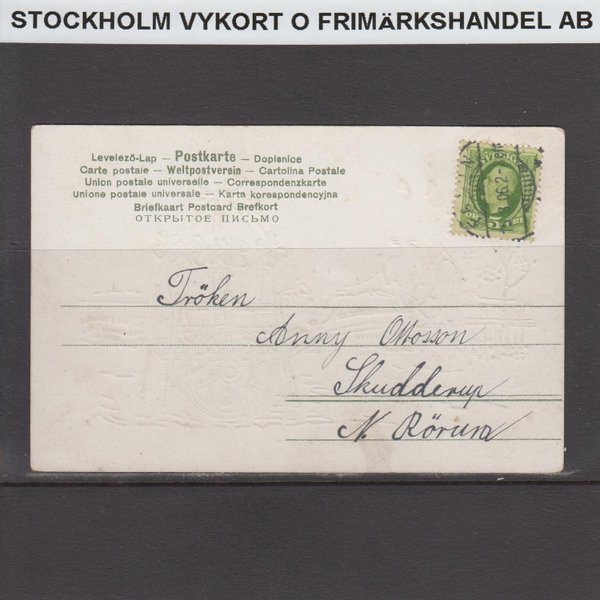 STOCKHOLM VYKORT O FRIMÄRKSHANDEL AB
Levelező-Lap – Postkarte – Dopisnice
Carte postale – Weltpostverein – Cartolina Postale
Union postale universelle – Correspondenzkarte
Unione postale universale – Karta korespondencyjna
Briefkaart Postcard Brefkort
ОТКРЫТОЕ ПИСЬМО
Fröken
Anny Ottosson
Skudderup
N. Rörum